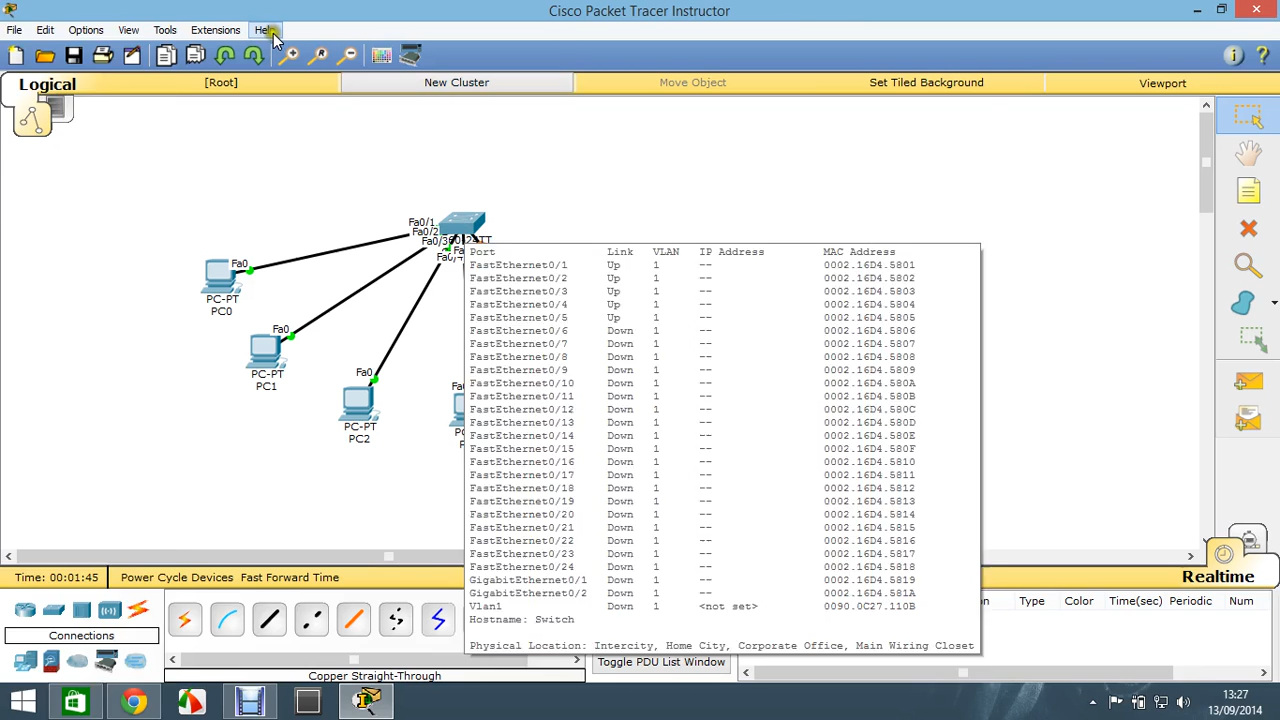 Cisco Packet Tracer Instructor
File Edit Options View Tools Extensions Help
Logical [Root] New Cluster Move Object Set Tiled Background Viewport
Fa0/1
Fa0/2
Fa0/3
Fa0
PC-PT
PC0
Fa0
PC-PT
PC1
Fa0
PC-PT
PC2
Port Link VLAN IP Address MAC Address
FastEthernet0/1 Up 1 -- 0002.16D4.5801
FastEthernet0/2 Up 1 -- 0002.16D4.5802
FastEthernet0/3 Up 1 -- 0002.16D4.5803
FastEthernet0/4 Up 1 -- 0002.16D4.5804
FastEthernet0/5 Up 1 -- 0002.16D4.5805
FastEthernet0/6 Down 1 -- 0002.16D4.5806
FastEthernet0/7 Down 1 -- 0002.16D4.5807
FastEthernet0/8 Down 1 -- 0002.16D4.5808
FastEthernet0/9 Down 1 -- 0002.16D4.5809
FastEthernet0/10 Down 1 -- 0002.16D4.580A
FastEthernet0/11 Down 1 -- 0002.16D4.580B
FastEthernet0/12 Down 1 -- 0002.16D4.580C
FastEthernet0/13 Down 1 -- 0002.16D4.580D
FastEthernet0/14 Down 1 -- 0002.16D4.580E
FastEthernet0/15 Down 1 -- 0002.16D4.580F
FastEthernet0/16 Down 1 -- 0002.16D4.5810
FastEthernet0/17 Down 1 -- 0002.16D4.5811
FastEthernet0/18 Down 1 -- 0002.16D4.5812
FastEthernet0/19 Down 1 -- 0002.16D4.5813
FastEthernet0/20 Down 1 -- 0002.16D4.5814
FastEthernet0/21 Down 1 -- 0002.16D4.5815
FastEthernet0/22 Down 1 -- 0002.16D4.5816
FastEthernet0/23 Down 1 -- 0002.16D4.5817
FastEthernet0/24 Down 1 -- 0002.16D4.5818
GigabitEthernet0/1 Down 1 -- 0002.16D4.5819
GigabitEthernet0/2 Down 1 -- 0002.16D4.581A
Vlan1 Down 1 <not set> 0090.0C27.110B
Hostname: Switch
Physical Location: Intercity, Home City, Corporate Office, Main Wiring Closet
Time: 00:01:45 Power Cycle Devices Fast Forward Time Realtime
Color Time(sec) Periodic Num
Connections
Toggle PDU List Window
Copper Straight-Through
13:27
13/09/2014